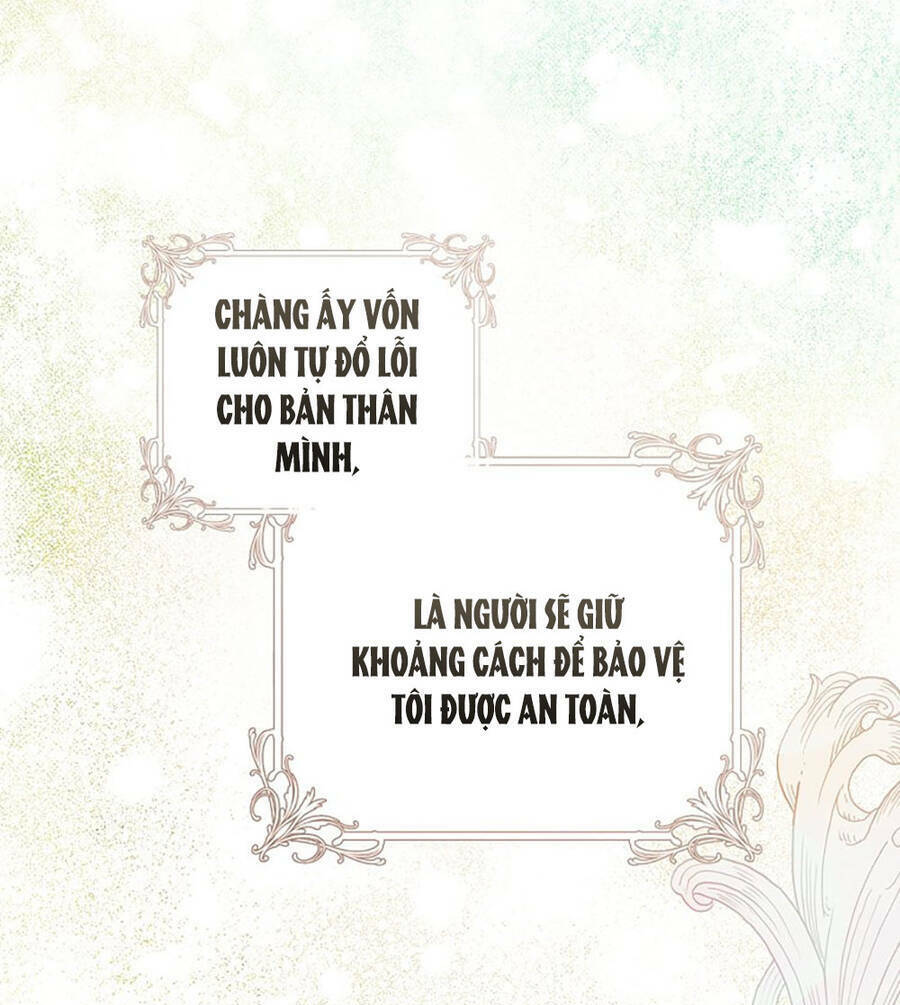 CHÀNG ẤY VỐN
LUÔN TỰ ĐỔ LỖI
CHO BẢN THÂN
MÌNH,
LÀ NGƯỜI SẼ GIỮ
KHOẢNG CÁCH ĐỂ BẢO VỆ
TÔI ĐƯỢC AN TOÀN,